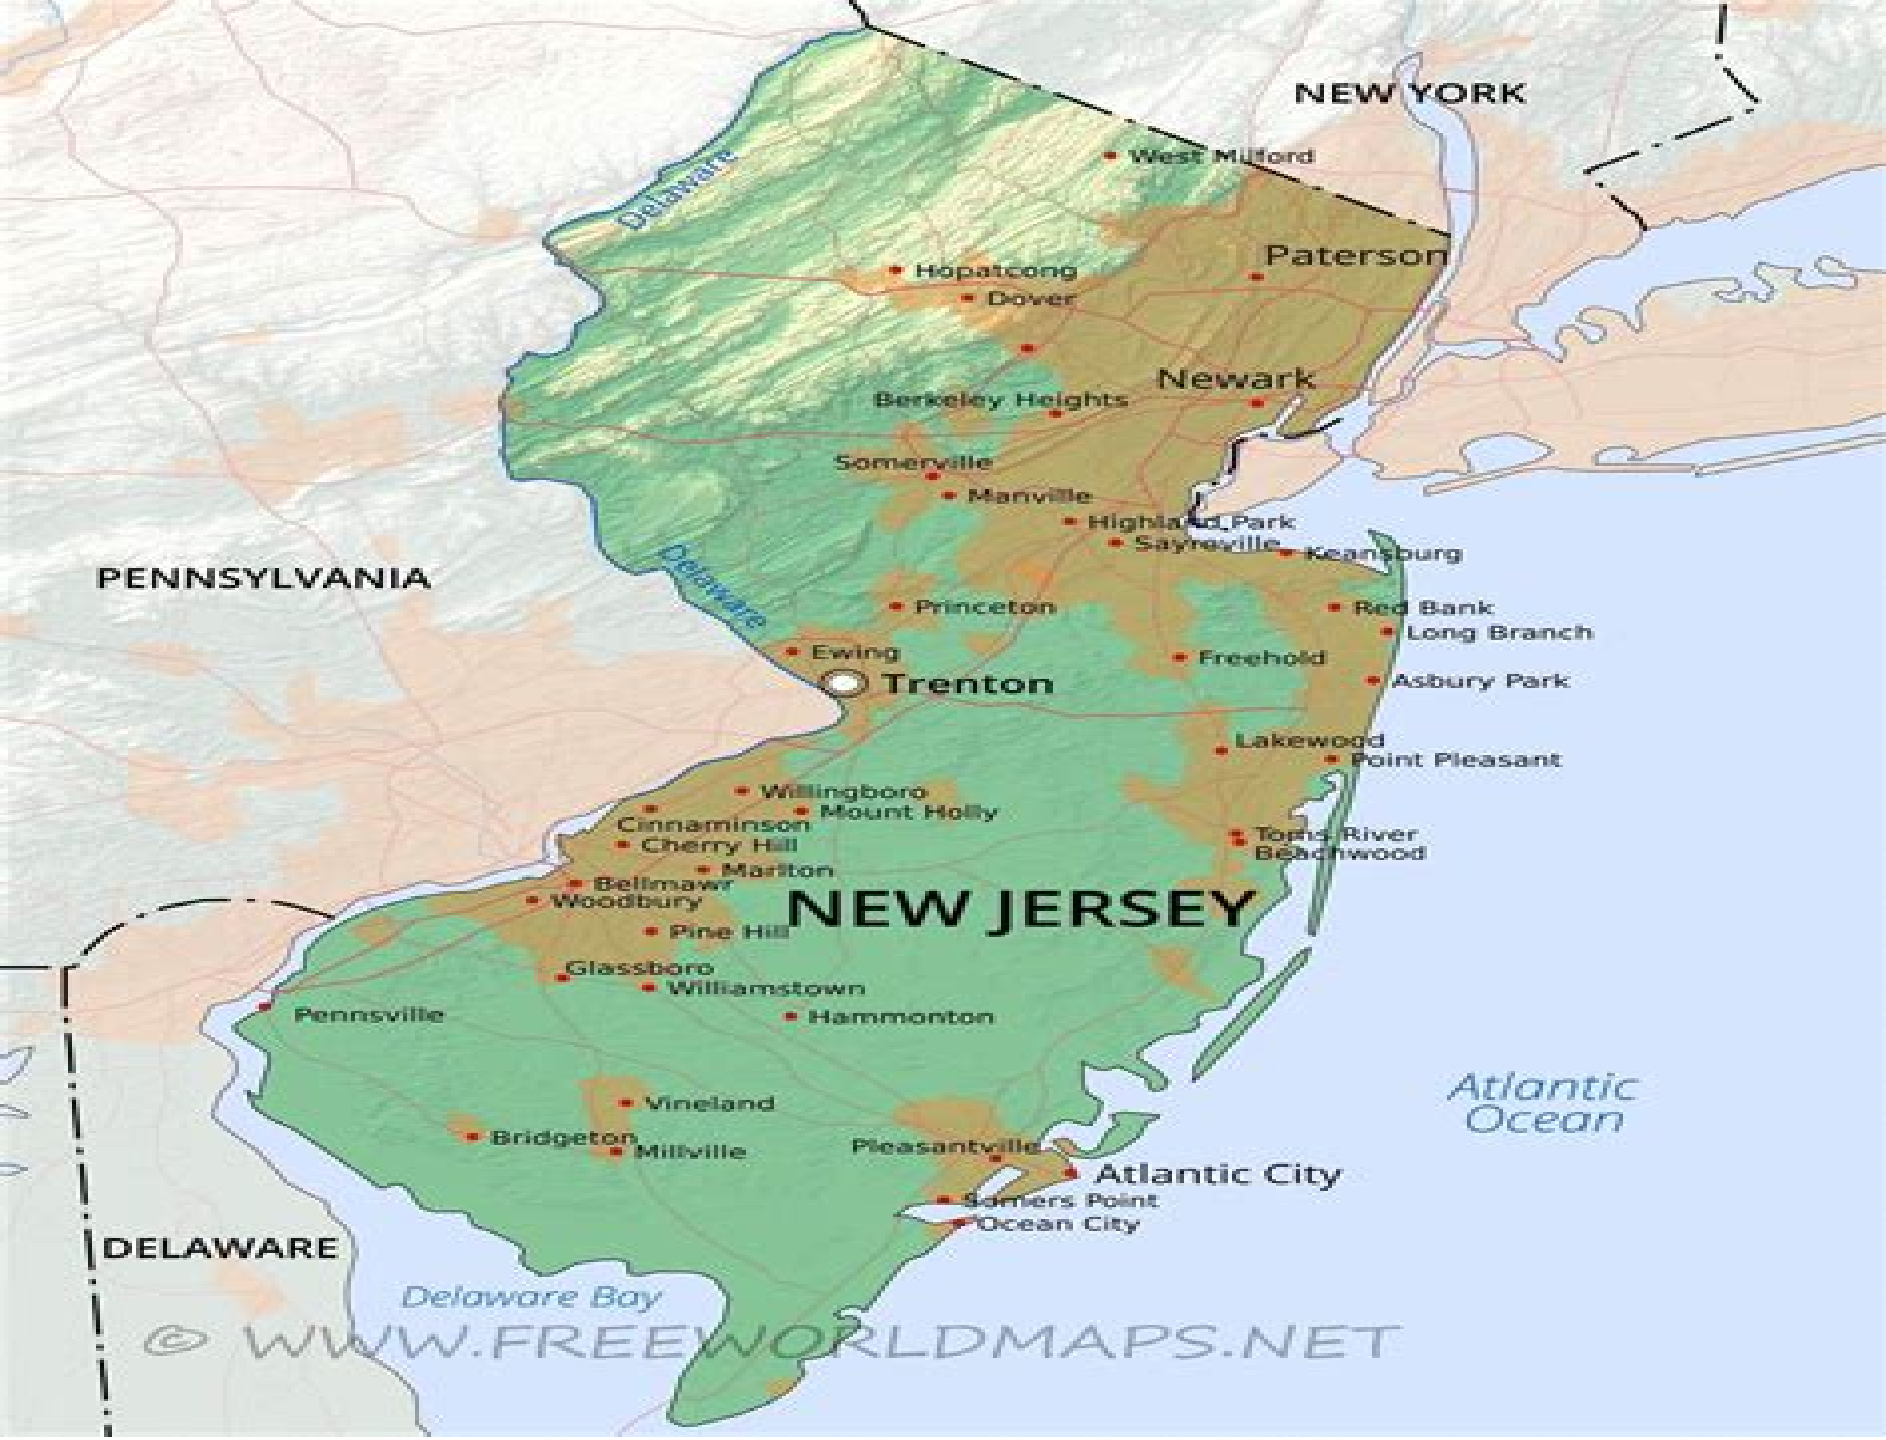 NEW YORK
West Milford
Delaware
Paterson
Hopatcong
Dover
Newark
Berkeley Heights
Somerville
Manville
Highland Park
Sayreville
Keansburg
PENNSYLVANIA
Delaware
Princeton
Red Bank
Long Branch
Ewing
Freehold
Trenton
Asbury Park
Lakewood
Point Pleasant
Willingboro
Mount Holly
Cinnaminson
Toms River
Cherry Hill
Beachwood
Marlton
Bellmawr
Woodbury
NEW JERSEY
Pine Hill
Glassboro
Williamstown
Pennsville
Hammonton
Atlantic
Ocean
Vineland
Bridgeton
Millville
Pleasantville
Atlantic City
Somers Point
Ocean City
DELAWARE
Delaware Bay
© WWW.FREEWORLDMAPS.NET